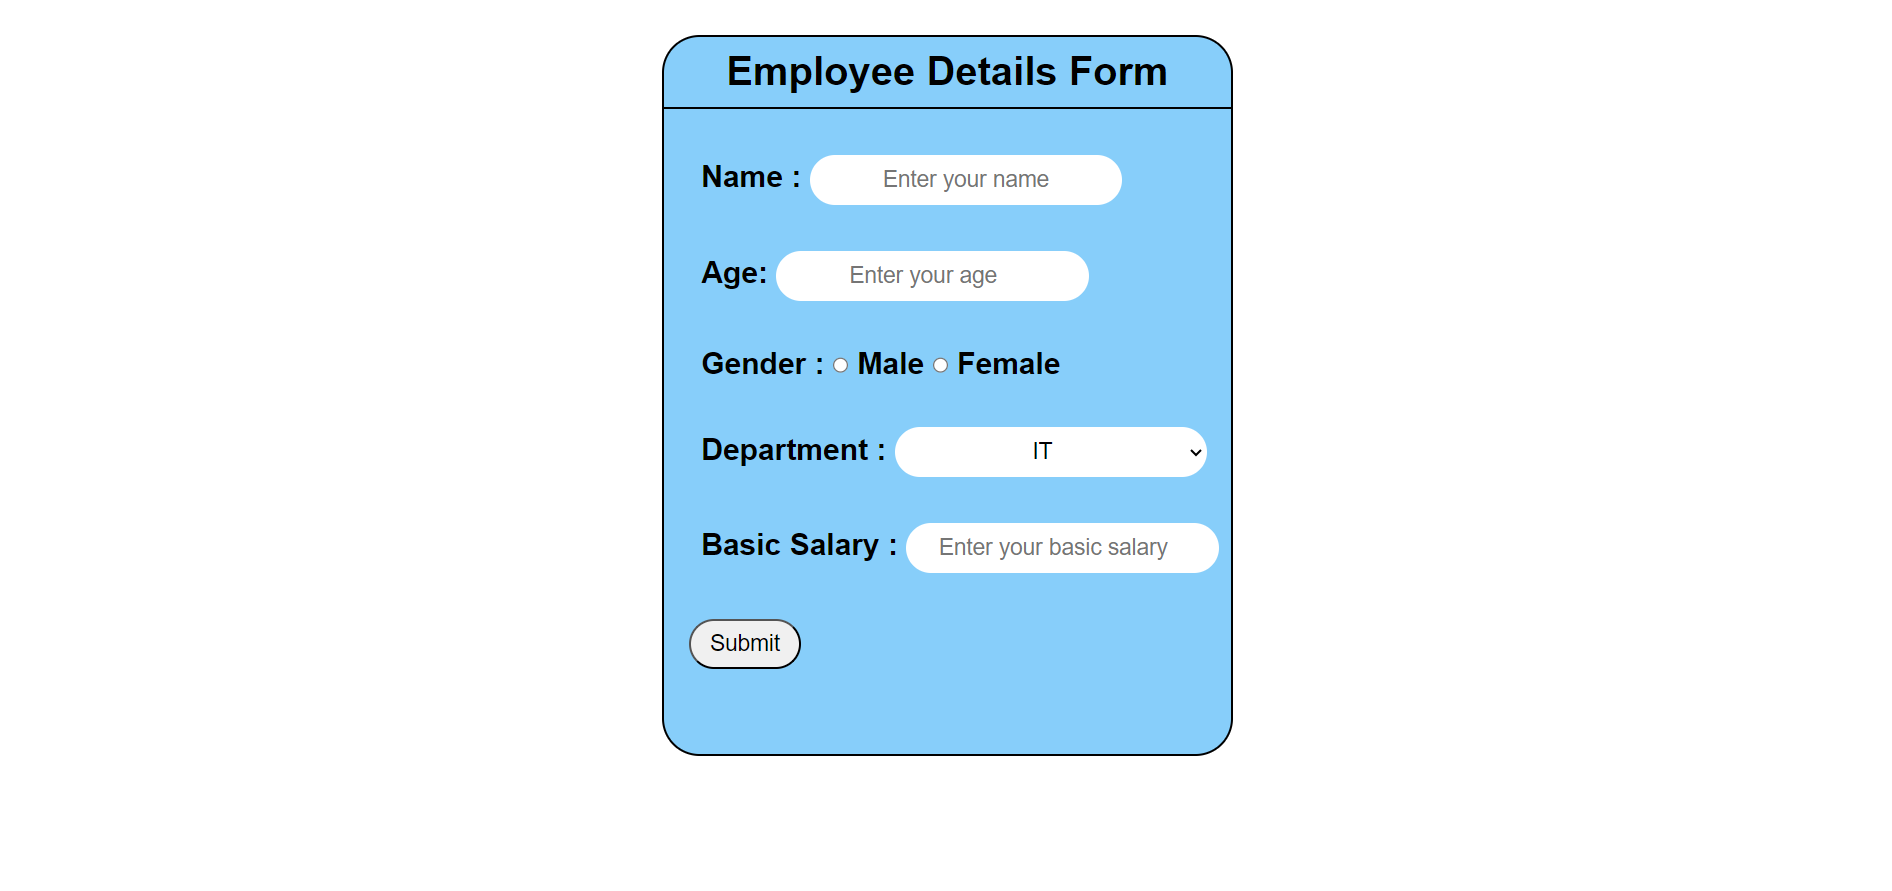 Employee Details Form
Name : Enter your name
Age: Enter your age
Gender : Male Female
Department : IT
Basic Salary : Enter your basic salary
Submit